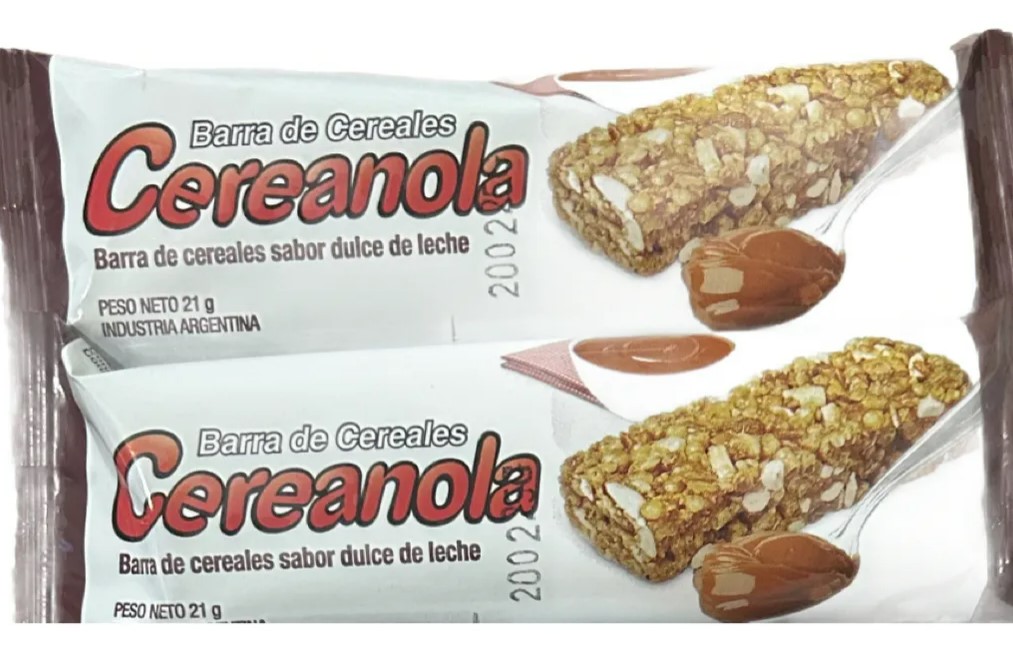 Barra de Cereales
Cereanola
Barra de cereales sabor dulce de leche
PESO NETO 21 g
INDUSTRIA ARGENTINA
2002
Barra de Cereales
Cereanola
Barra de cereales sabor dulce de leche
PESO NETO 21 g
2002